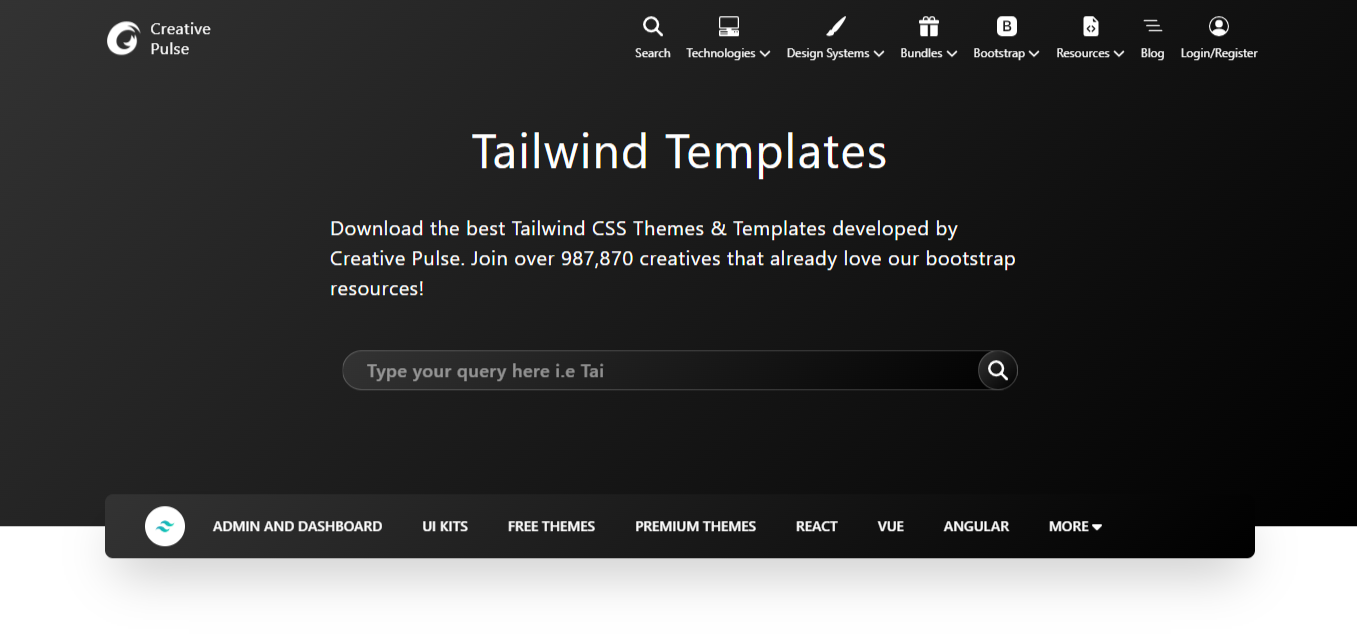 Creative
Pulse
Search
Technologies
Design Systems
Bundles
B
Bootstrap
Resources
Blog
Login/Register
Tailwind Templates
Download the best Tailwind CSS Themes & Templates developed by
Creative Pulse. Join over 987,870 creatives that already love our bootstrap
resources!
Type your query here i.e Tai
ADMIN AND DASHBOARD
UI KITS
FREE THEMES
PREMIUM THEMES
REACT
VUE
ANGULAR
MORE